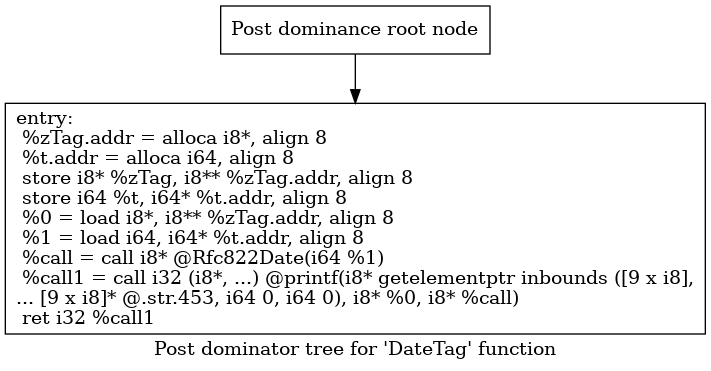 Post dominance root node
entry:
%zTag.addr = alloca i8*, align 8
%t.addr = alloca i64, align 8
store i8* %zTag, i8** %zTag.addr, align 8
store i64 %t, i64* %t.addr, align 8
%0 = load i8*, i8** %zTag.addr, align 8
%1 = load i64, i64* %t.addr, align 8
%call = call i8* @Rfc822Date(i64 %1)
%call1 = call i32 (i8*, ...) @printf(i8* getelementptr inbounds ([9 x i8],
... [9 x i8]* @.str.453, i64 0, i64 0), i8* %0, i8* %call)
ret i32 %call1
Post dominator tree for 'DateTag' function